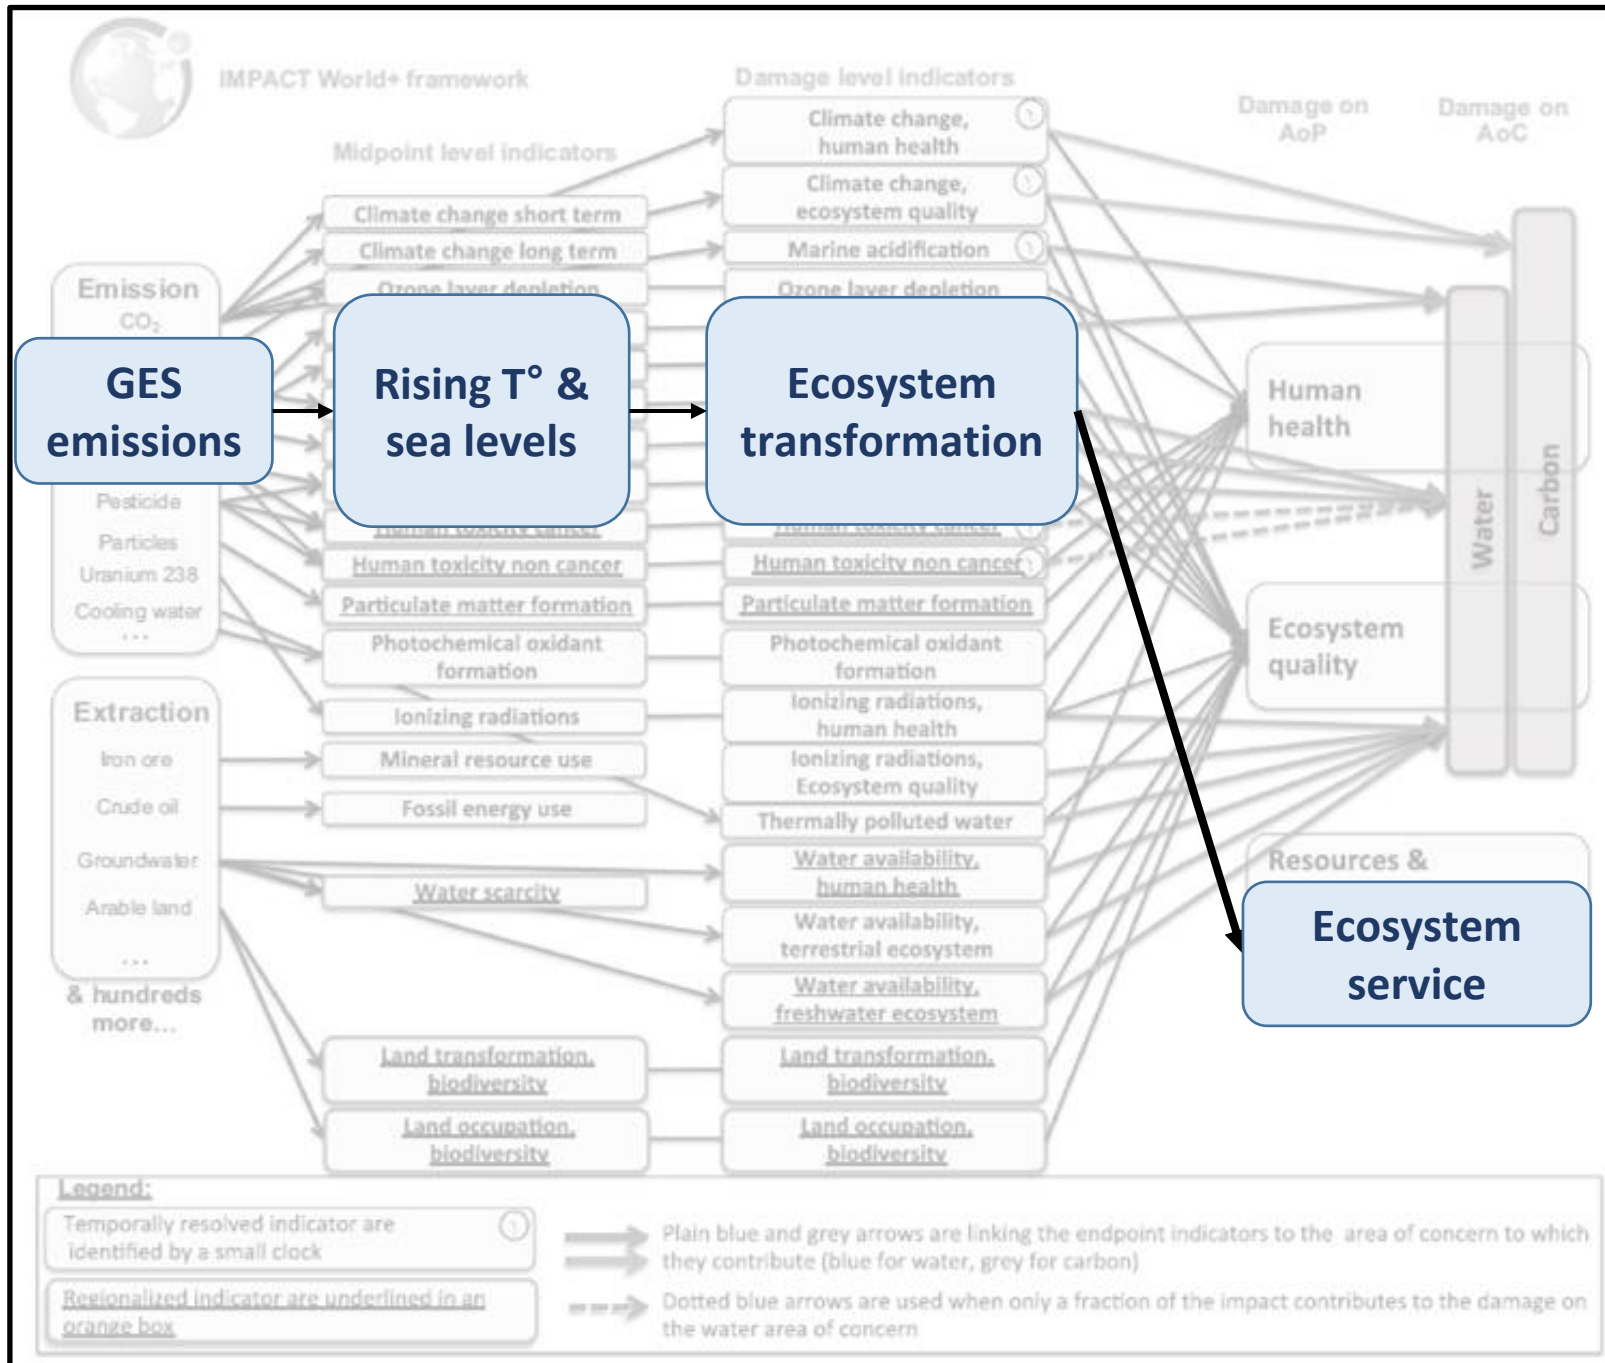 IMPACT World+ framework
Damage level indicators
Damage on
AoP
Damage on
AoC
Midpoint level indicators
Climate change,
human health
Climate change,
ecosystem quality
Climate change short term
Climate change long term
Marine acidification
Ozone layer depletion
Ozone layer depletion
Emission
CO₂
GES
emissions
Rising T° &
sea levels
Ecosystem
transformation
Human
health
Pesticide
Particles
Uranium 238
Cooling water
...
Human toxicity cancer
Human toxicity cancer
Human toxicity non cancer
Human toxicity non cancer
Particulate matter formation
Particulate matter formation
Photochemical oxidant
formation
Photochemical oxidant
formation
Water
Carbon
Ecosystem
quality
Extraction
Iron ore
Crude oil
Groundwater
Arable land
...
& hundreds
more...
Ionizing radiations
Ionizing radiations,
human health
Mineral resource use
Ionizing radiations,
Ecosystem quality
Fossil energy use
Thermally polluted water
Water scarcity
Water availability,
human health
Water availability,
terrestrial ecosystem
Water availability,
freshwater ecosystem
Resources &
Ecosystem
service
Land transformation,
biodiversity
Land transformation,
biodiversity
Land occupation,
biodiversity
Land occupation,
biodiversity
Legend:
Temporally resolved indicator are
identified by a small clock
Regionalized indicator are underlined in an
orange box
Plain blue and grey arrows are linking the endpoint indicators to the area of concern to which
they contribute (blue for water, grey for carbon)
Dotted blue arrows are used when only a fraction of the impact contributes to the damage on
the water area of concern